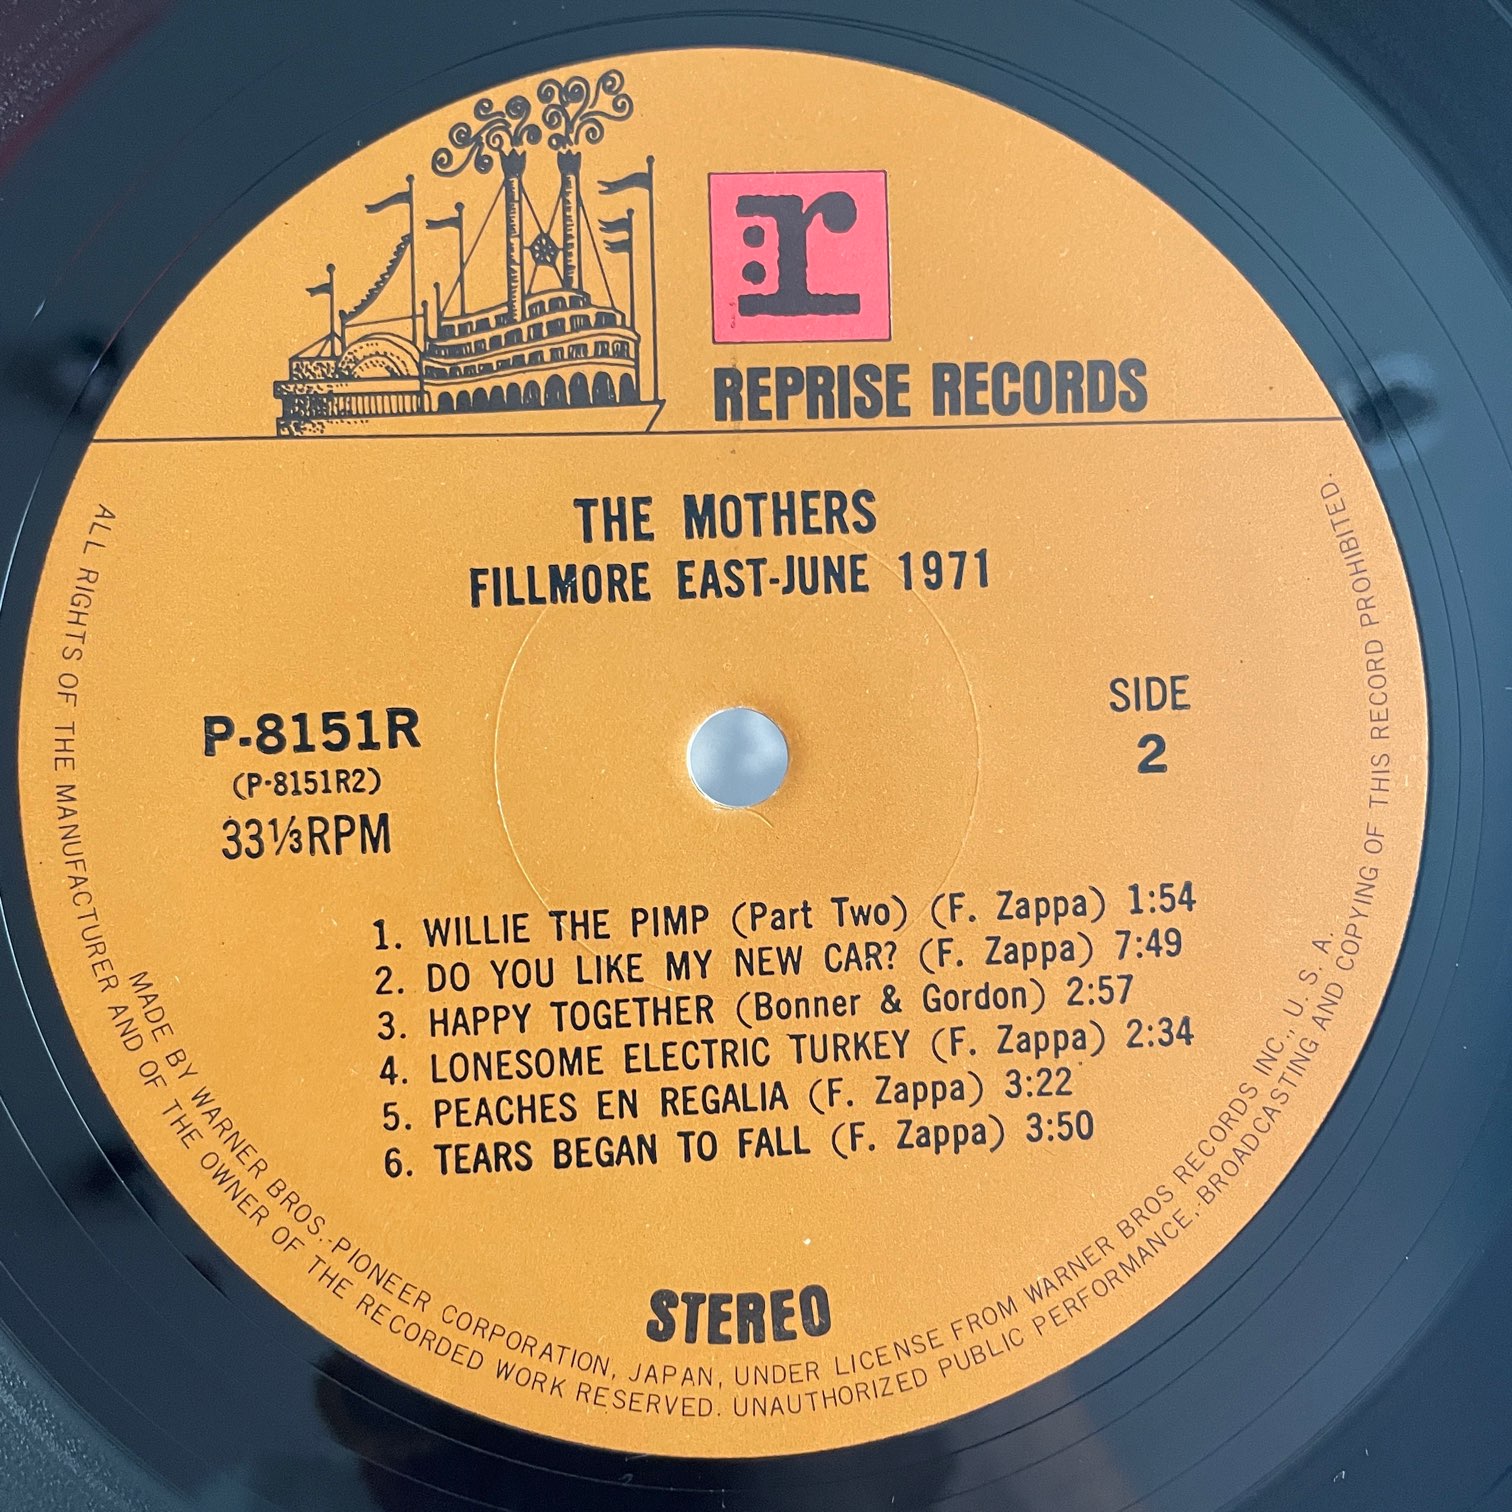 r:
REPRISE RECORDS
THE MOTHERS
FILLMORE EAST-JUNE 1971
P-8151R
(P-8151R2)
33⅓RPM
SIDE
2
1. WILLIE THE PIMP (Part Two) (F. Zappa) 1:54
2. DO YOU LIKE MY NEW CAR? (F. Zappa) 7:49
3. HAPPY TOGETHER (Bonner & Gordon) 2:57
4. LONESOME ELECTRIC TURKEY (F. Zappa) 2:34
5. PEACHES EN REGALIA (F. Zappa) 3:22
6. TEARS BEGAN TO FALL (F. Zappa) 3:50
STEREO
MADE BY WARNER BROS.-PIONEER CORPORATION, JAPAN, UNDER LICENSE FROM WARNER BROS RECORDS INC., U. S. A.
ALL RIGHTS OF THE MANUFACTURER AND OF THE OWNER OF THE RECORDED WORK RESERVED. UNAUTHORIZED PUBLIC PERFORMANCE,-BROADCASTING AND COPYING OF THIS RECORD PROHIBITED.